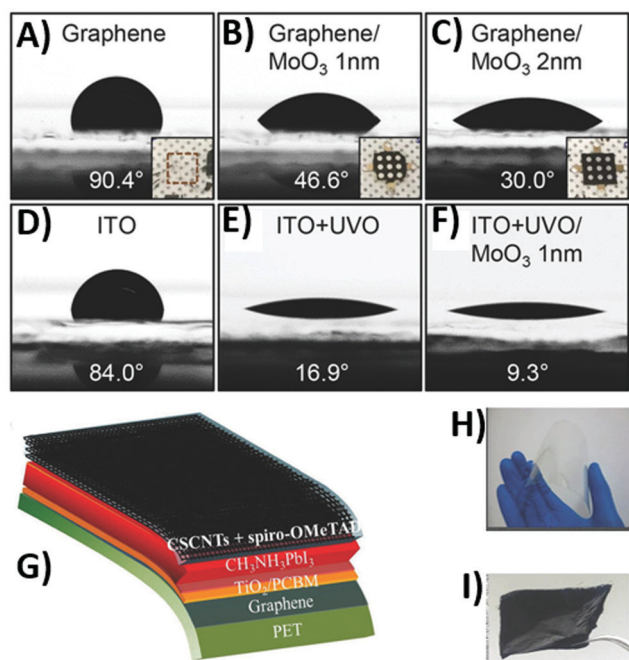 A) Graphene
B) Graphene/
MoO₃ 1nm
C) Graphene/
MoO₃ 2nm
90.4°
46.6°
30.0°
D) ITO
E) ITO+UVO
F) ITO+UVO/
MoO₃ 1nm
84.0°
16.9°
9.3°
G)
CSCNTs + spiro-OMeTAD
CH₃NH₃PbI₃
TiO₂/PCBM
Graphene
PET
H)
I)